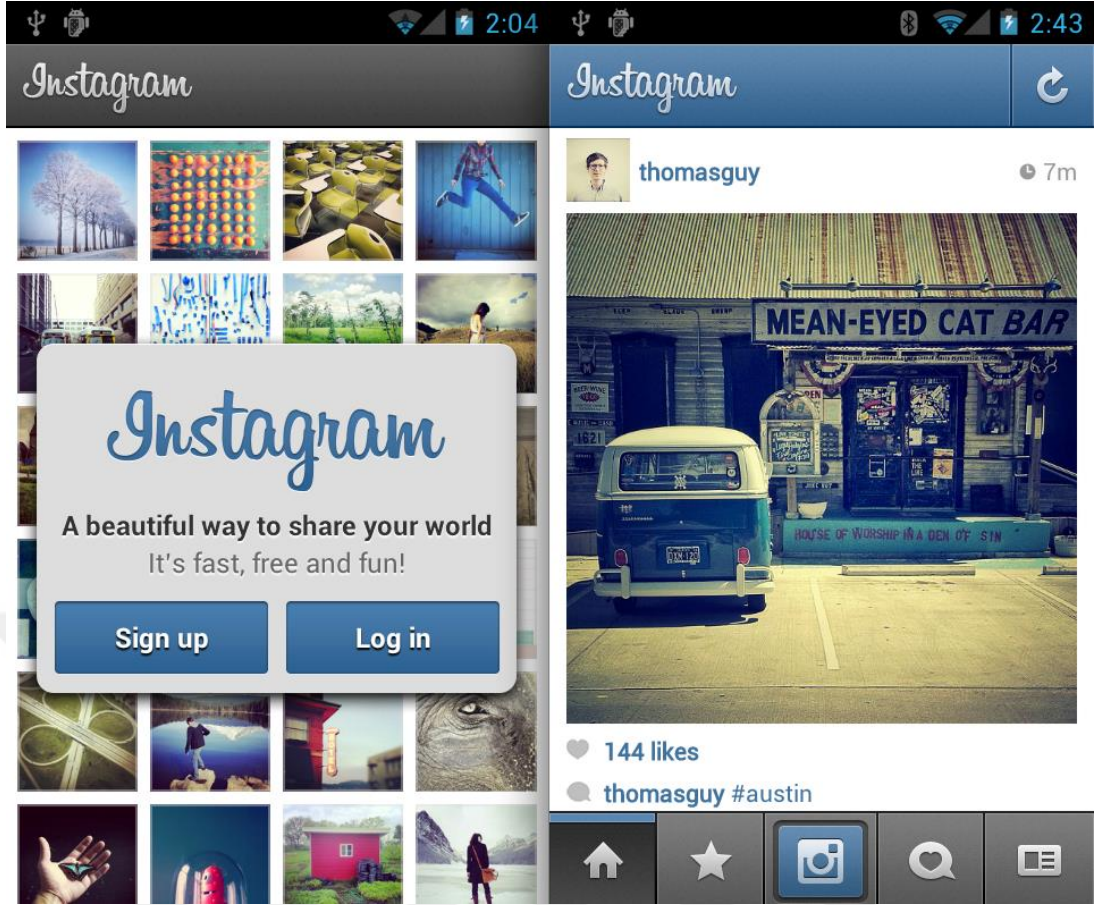 2:04
Instagram
Instagram
A beautiful way to share your world
It's fast, free and fun!
Sign up
Log in
2:43
Instagram
thomasguy
7m
MEAN-EYED CAT BAR
1621
HOUSE OF WORSHIP IN A DEN OF SIN
144 likes
thomasguy #austin